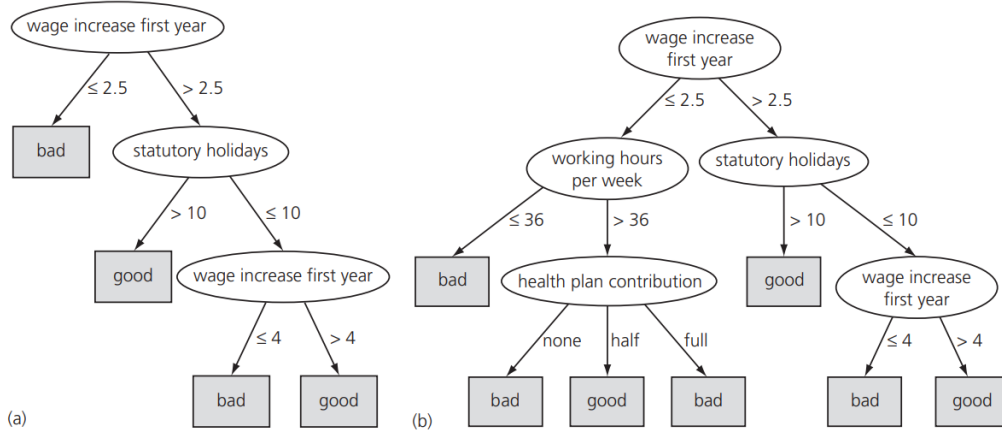 wage increase first year
≤ 2.5
> 2.5
bad
statutory holidays
> 10
≤ 10
good
wage increase first year
≤ 4
> 4
bad
good
(a)
wage increase
first year
≤ 2.5
> 2.5
working hours
per week
statutory holidays
≤ 36
> 36
> 10
≤ 10
bad
health plan contribution
good
wage increase
first year
none
half
full
≤ 4
> 4
bad
good
bad
bad
good
(b)